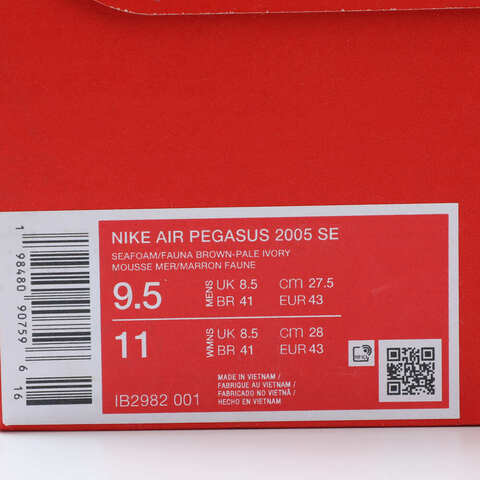 NIKE AIR PEGASUS 2005 SE
SEAFOAM/FAUNA BROWN-PALE IVORY
MOUSSE MER/MARRON FAUNE
9.5 MENS UK 8.5 CM 27.5
BR 41 EUR 43
11 WMNS UK 8.5 CM 28
BR 41 EUR 43
MADE IN VIETNAM /
FABRIQUÉ AU VIETNAM /
FABRICADO NO VIETNÃ /
HECHO EN VIETNAM
IB2982 001
1 98480 90759 6 16